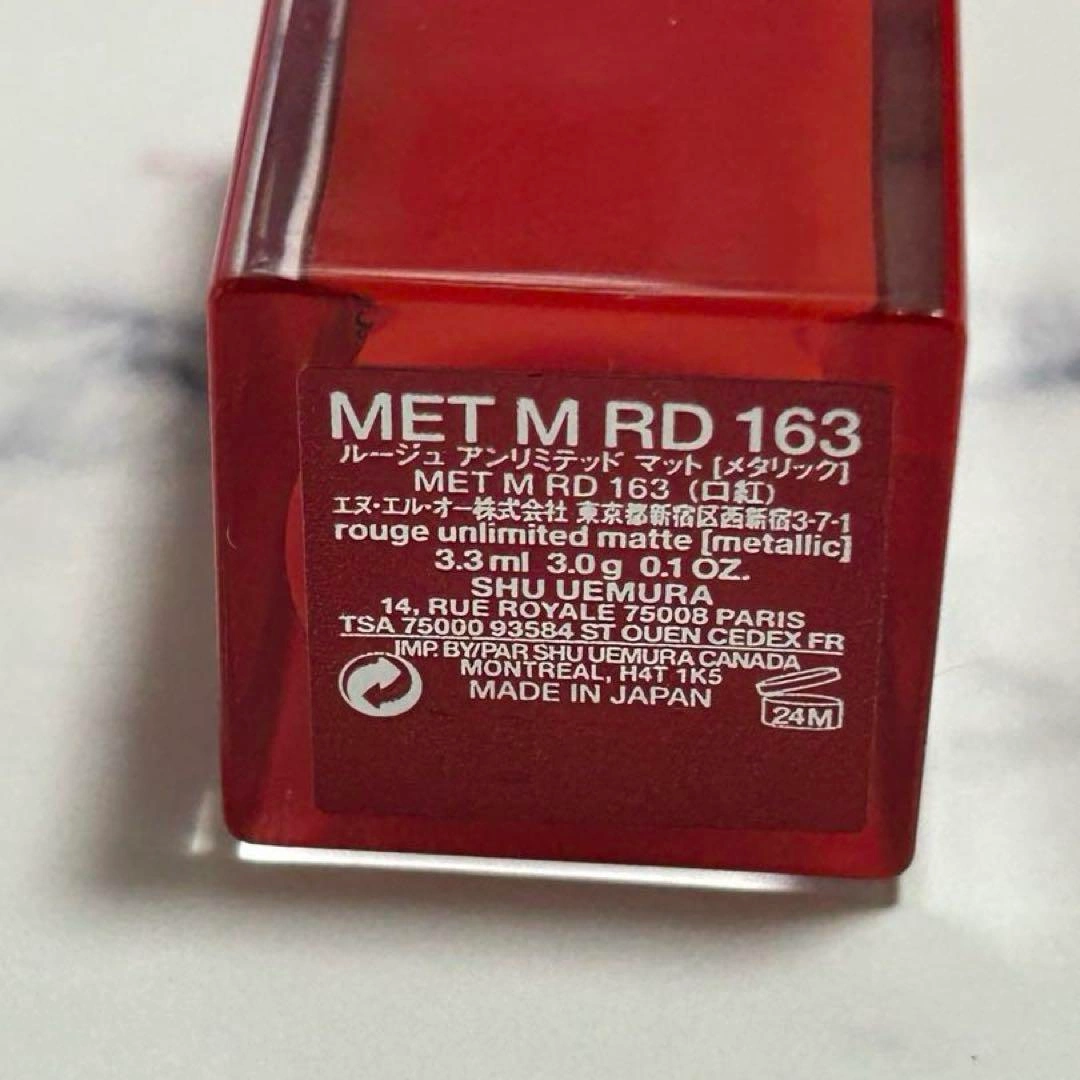 MET M RD 163
ルージュ アンリミテッド マット [メタリック]
MET M RD 163 (口紅)
エヌ・エル・オー株式会社 東京都新宿区西新宿3-7-1
rouge unlimited matte [metallic]
3.3 ml 3.0 g 0.1 OZ.
SHU UEMURA
14, RUE ROYALE 75008 PARIS
TSA 75000 93584 ST OUEN CEDEX FR
IMP. BY/PAR SHU UEMURA CANADA
MONTREAL, H4T 1K5
MADE IN JAPAN
24M